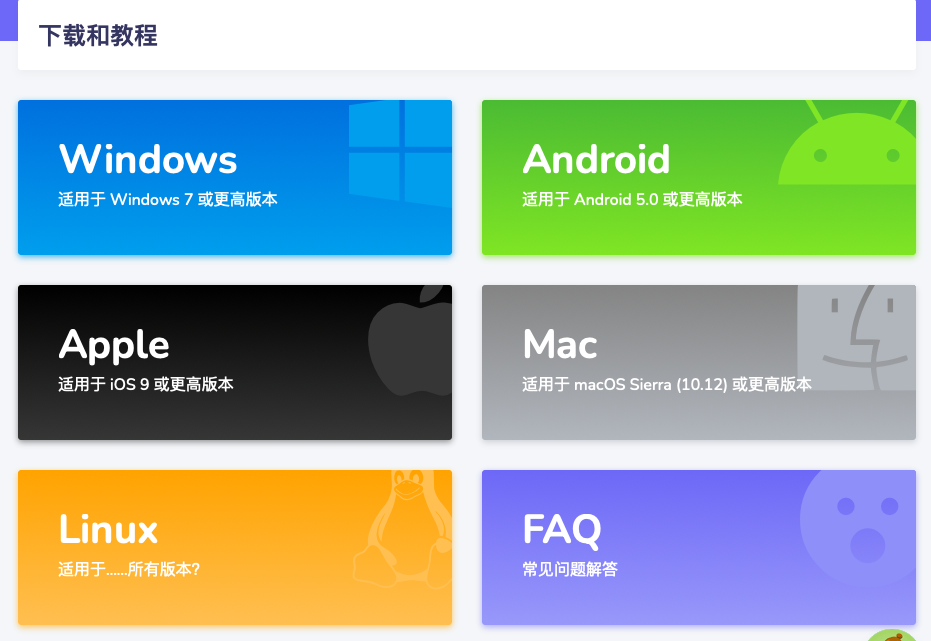 下载和教程
Windows
适用于 Windows 7 或更高版本
Android
适用于 Android 5.0 或更高版本
Apple
适用于 iOS 9 或更高版本
Mac
适用于 macOS Sierra (10.12) 或更高版本
Linux
适用于......所有版本?
FAQ
常见问题解答